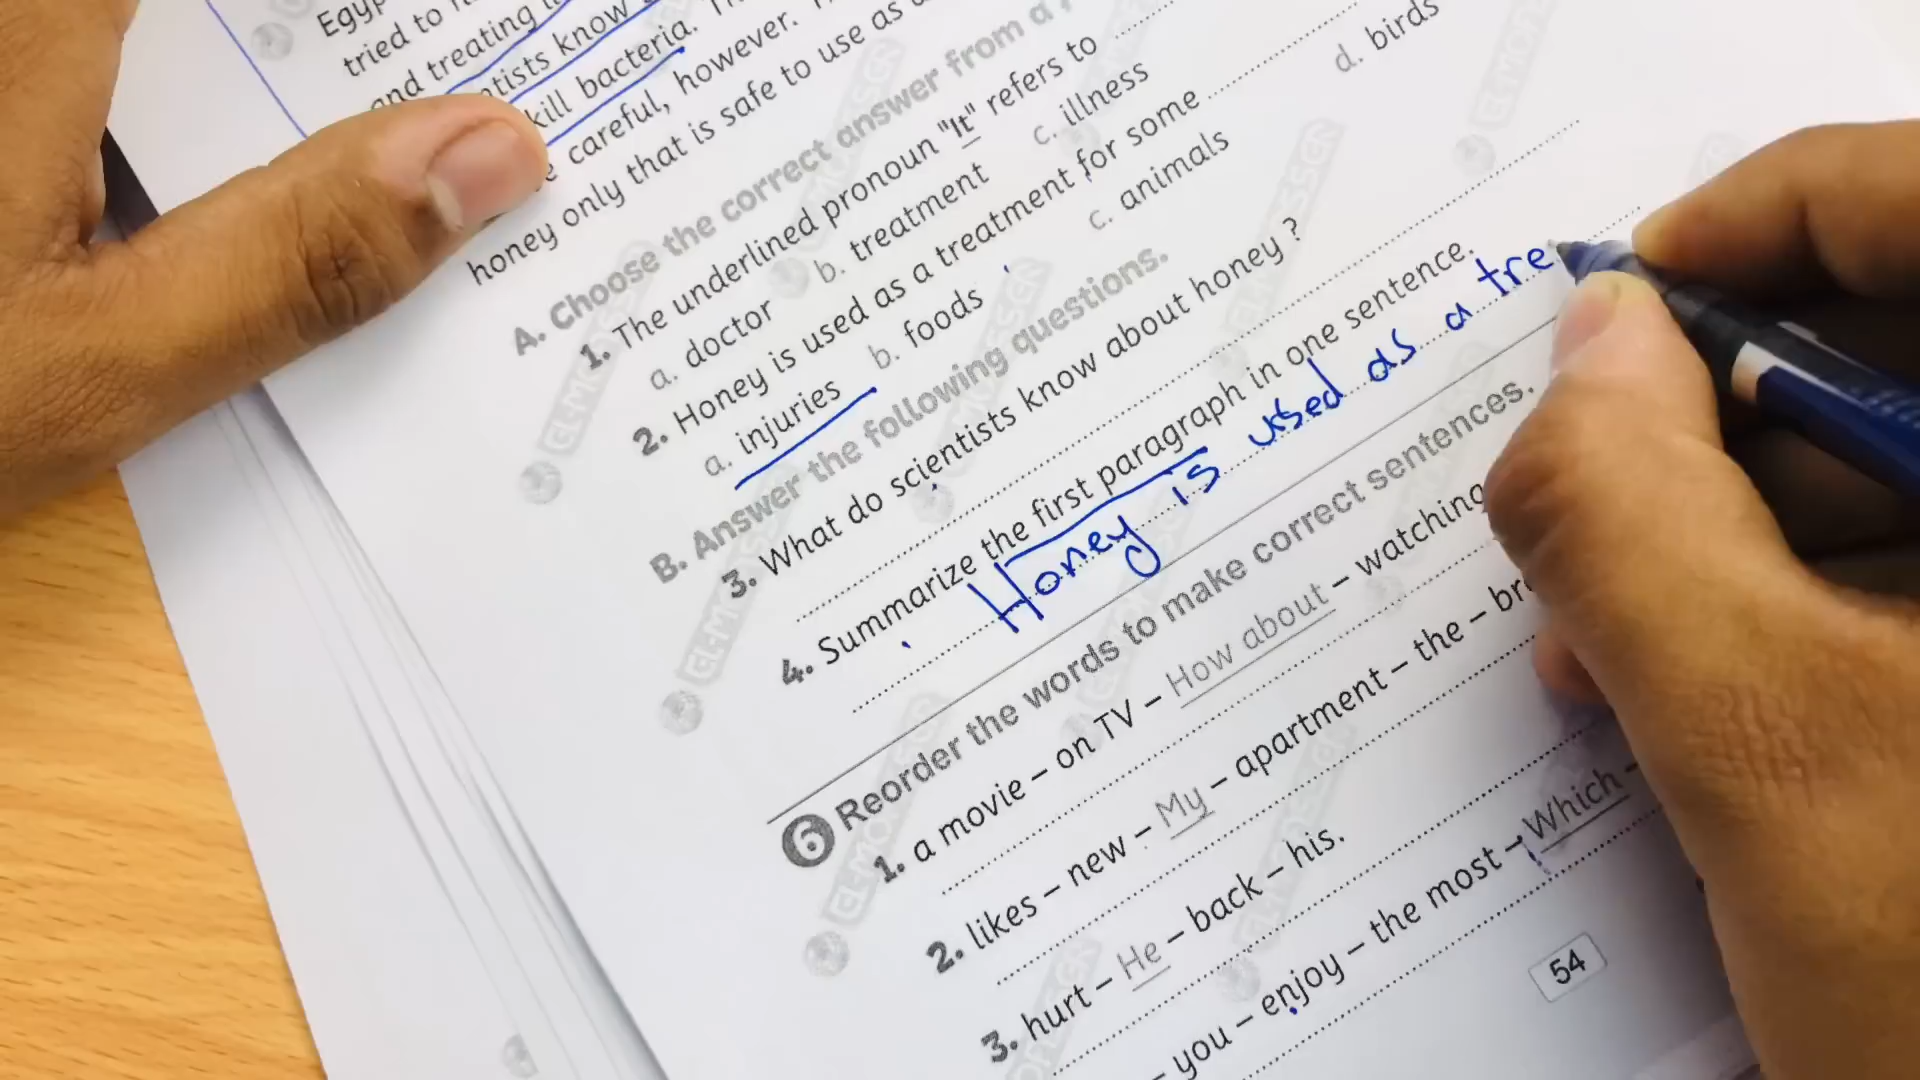 Egyp
tried to
and treating
ntists know
kill bacteria.
e careful, however.
honey only that is safe to use as
A. Choose the correct answer from a,
1. The underlined pronoun "It" refers to
a. doctor b. treatment c. illness
2. Honey is used as a treatment for some
a. injuries b. foods c. animals d. birds
B. Answer the following questions.
3. What do scientists know about honey ?
4. Summarize the first paragraph in one sentence.
Honey is used as a tre
6 Reorder the words to make correct sentences.
1. a movie – on TV – How about – watching
2. likes – new – My – apartment – the – bro
3. hurt – He – back – his.
– you – enjoy – the most – Which –
54